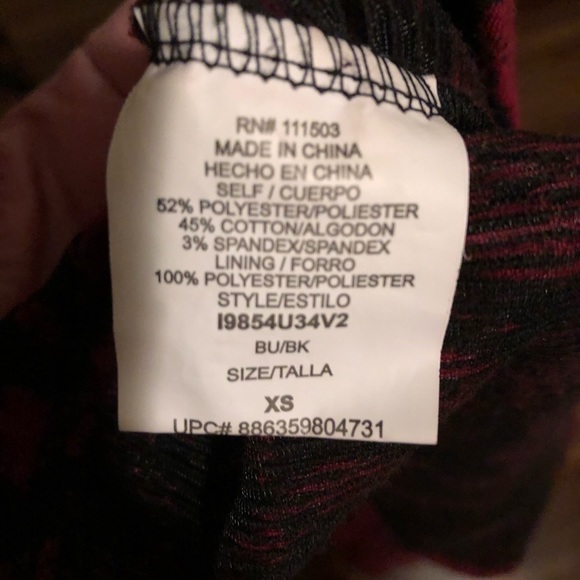 RN# 111503
MADE IN CHINA
HECHO EN CHINA
SELF / CUERPO
52% POLYESTER/POLIESTER
45% COTTON/ALGODON
3% SPANDEX/SPANDEX
LINING / FORRO
100% POLYESTER/POLIESTER
STYLE/ESTILO
I9854U34V2
BU/BK
SIZE/TALLA
XS
UPC# 886359804731